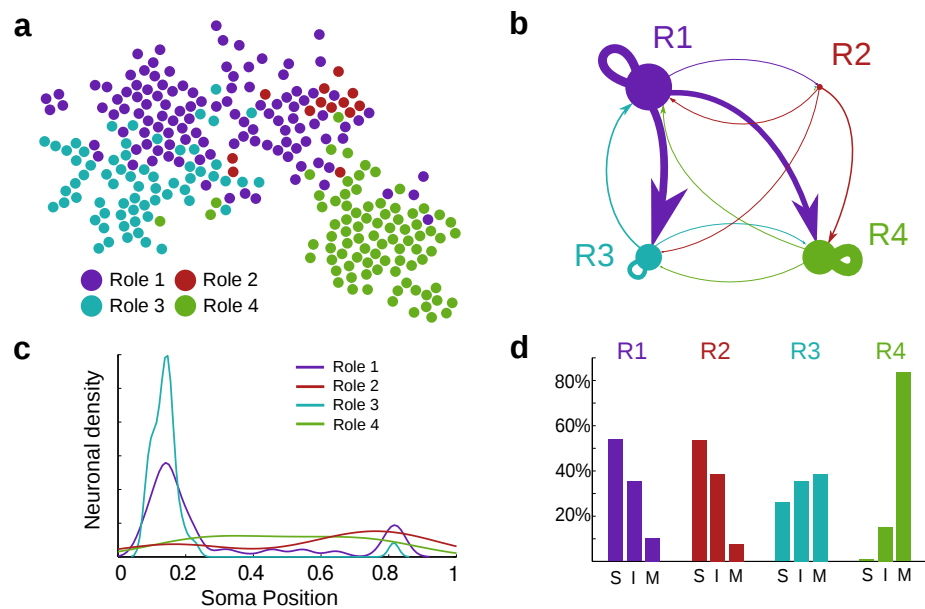 a
Role 1 Role 2
Role 3 Role 4
b
R1
R2
R3
R4
c
Neuronal density
Role 1
Role 2
Role 3
Role 4
0 0.2 0.4 0.6 0.8 1
Soma Position
d
R1 R2 R3 R4
80%
60%
40%
20%
S I M S I M S I M S I M